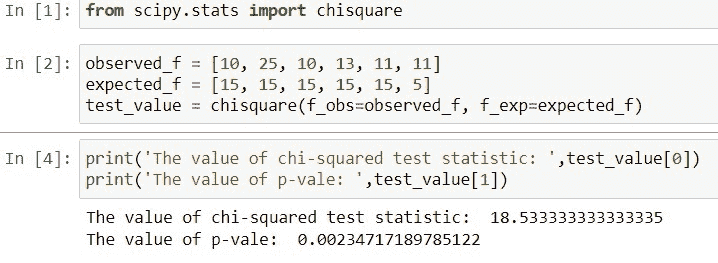 In [1]: from scipy.stats import chisquare
In [2]: observed_f = [10, 25, 10, 13, 11, 11]
expected_f = [15, 15, 15, 15, 15, 5]
test_value = chisquare(f_obs=observed_f, f_exp=expected_f)
In [4]: print('The value of chi-squared test statistic: ',test_value[0])
print('The value of p-vale: ',test_value[1])
The value of chi-squared test statistic:  18.533333333333335
The value of p-vale:  0.00234717189785122